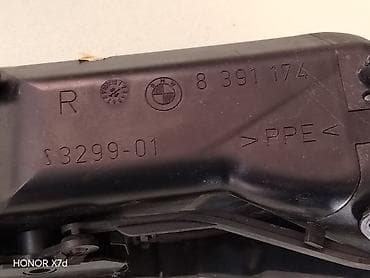 R 8 391 174
S3299-01 >PPE<
HONOR X7d